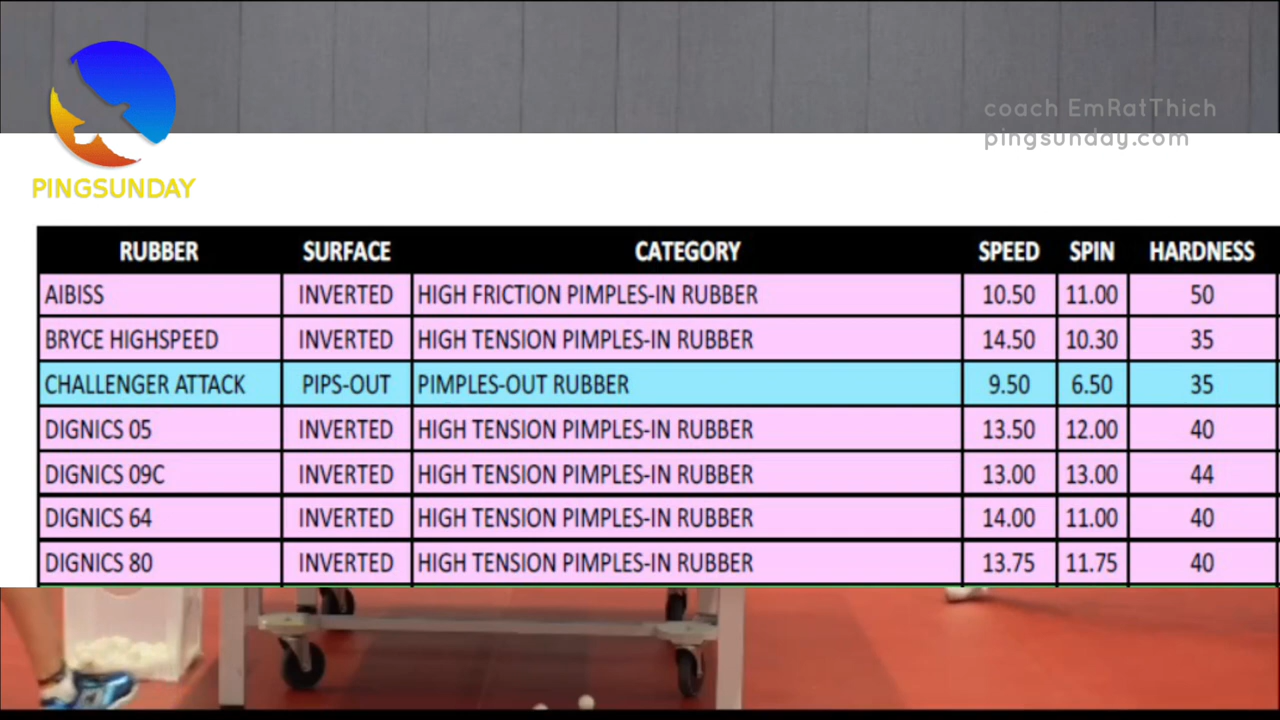 coach EmRatThich
pingsunday.com
PINGSUNDAY
RUBBER SURFACE CATEGORY SPEED SPIN HARDNESS
AIBISS INVERTED HIGH FRICTION PIMPLES-IN RUBBER 10.50 11.00 50
BRYCE HIGHSPEED INVERTED HIGH TENSION PIMPLES-IN RUBBER 14.50 10.30 35
CHALLENGER ATTACK PIPS-OUT PIMPLES-OUT RUBBER 9.50 6.50 35
DIGNICS 05 INVERTED HIGH TENSION PIMPLES-IN RUBBER 13.50 12.00 40
DIGNICS 09C INVERTED HIGH TENSION PIMPLES-IN RUBBER 13.00 13.00 44
DIGNICS 64 INVERTED HIGH TENSION PIMPLES-IN RUBBER 14.00 11.00 40
DIGNICS 80 INVERTED HIGH TENSION PIMPLES-IN RUBBER 13.75 11.75 40